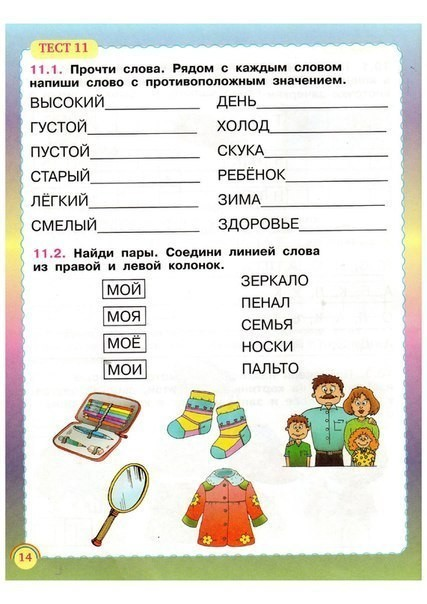 ТЕСТ 11
11.1. Прочти слова. Рядом с каждым словом
напиши слово с противоположным значением.
ВЫСОКИЙ ДЕНЬ
ГУСТОЙ ХОЛОД
ПУСТОЙ СКУКА
СТАРЫЙ РЕБЁНОК
ЛЁГКИЙ ЗИМА
СМЕЛЫЙ ЗДОРОВЬЕ
11.2. Найди пары. Соедини линией слова
из правой и левой колонок.
МОЙ
МОЯ
МОЁ
МОИ
ЗЕРКАЛО
ПЕНАЛ
СЕМЬЯ
НОСКИ
ПАЛЬТО
14